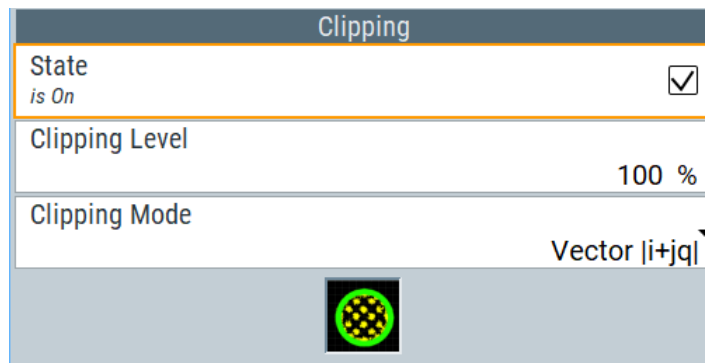 Clipping
State
is On
Clipping Level
100 %
Clipping Mode
Vector |i+jq|